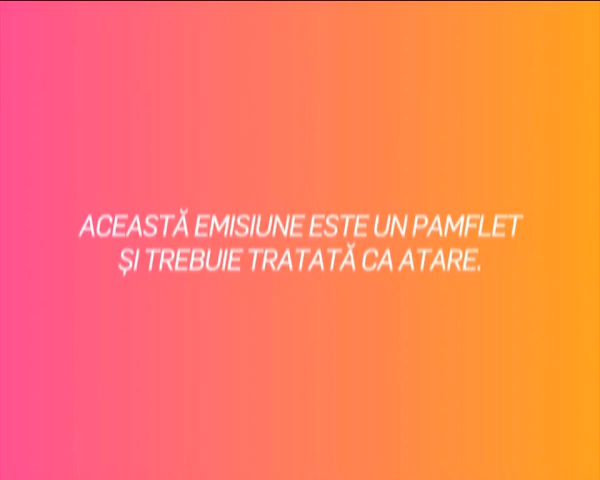 ACEASTĂ EMISIUNE ESTE UN PAMFLET
ȘI TREBUIE TRATATĂ CA ATARE.